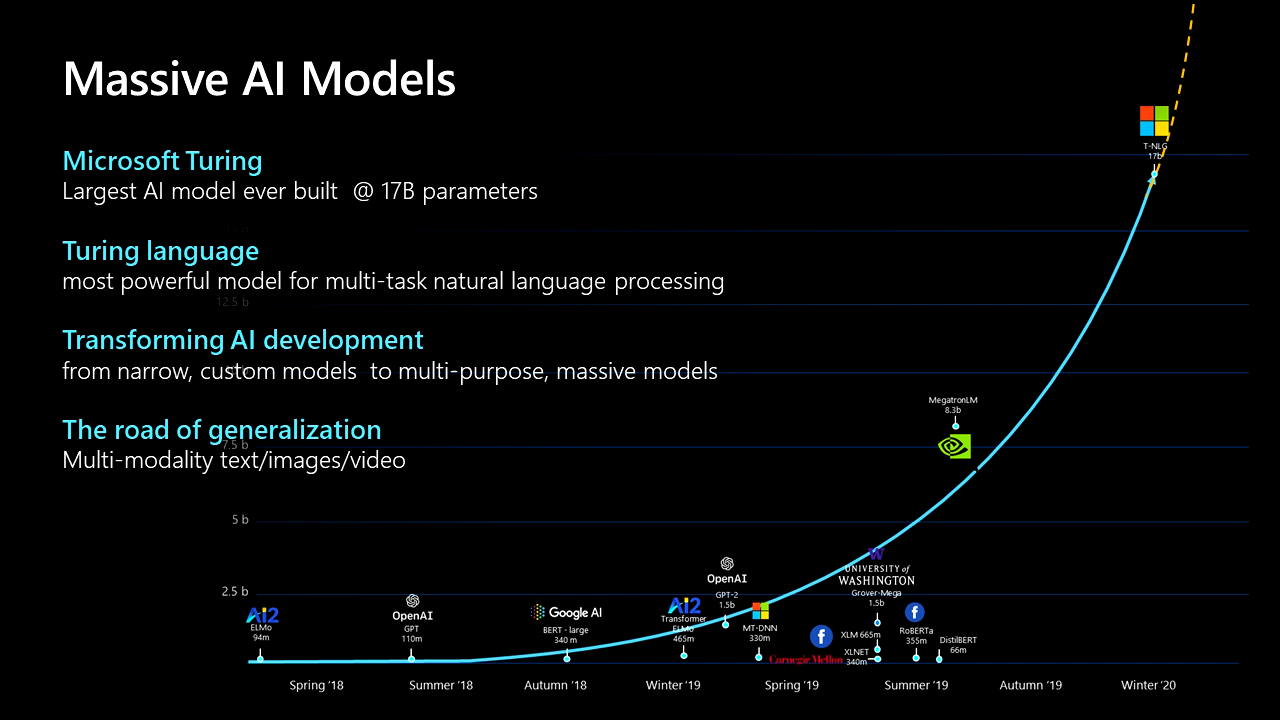 Massive AI Models
Microsoft Turing
Largest AI model ever built @ 17B parameters
Turing language
most powerful model for multi-task natural language processing
12.5 b
Transforming AI development
from narrow, custom models to multi-purpose, massive models
The road of generalization
7.5 b
Multi-modality text/images/video
5 b
2.5 b
T-NLG
17b
MegatronLM
8.3b
Ai2
ELMo
94m
OpenAI
GPT
110m
Google AI
BERT - large
340 m
Ai2
Transformer
ELMo
465m
OpenAI
GPT-2
1.5b
MT-DNN
330m
Carnegie Mellon
W
UNIVERSITY of
WASHINGTON
Grover-Mega
1.5b
XLM 665m
XLNET
340m
RoBERTa
355m
DistilBERT
66m
Spring ‘18
Summer ‘18
Autumn ‘18
Winter ‘19
Spring ‘19
Summer ‘19
Autumn ‘19
Winter ‘20